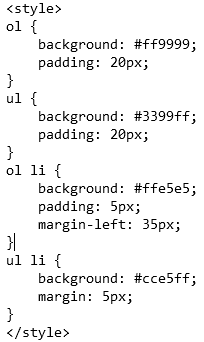 <style>
ol {
    background: #ff9999;
    padding: 20px;
}
ul {
    background: #3399ff;
    padding: 20px;
}
ol li {
    background: #ffe5e5;
    padding: 5px;
    margin-left: 35px;
}
ul li {
    background: #cce5ff;
    margin: 5px;
}
</style>